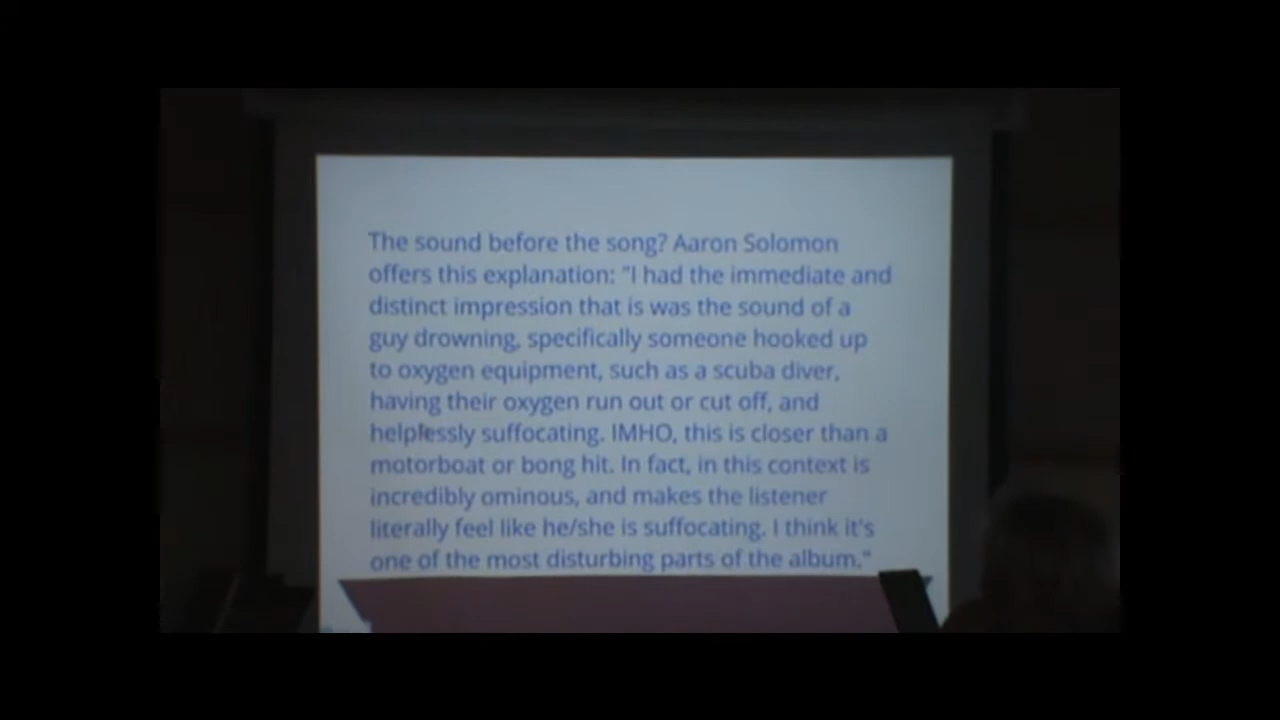 The sound before the song? Aaron Solomon
offers this explanation: "I had the immediate and
distinct impression that is was the sound of a
guy drowning, specifically someone hooked up
to oxygen equipment, such as a scuba diver,
having their oxygen run out or cut off, and
helplessly suffocating. IMHO, this is closer than a
motorboat or bong hit. In fact, in this context is
incredibly ominous, and makes the listener
literally feel like he/she is suffocating. I think it's
one of the most disturbing parts of the album."